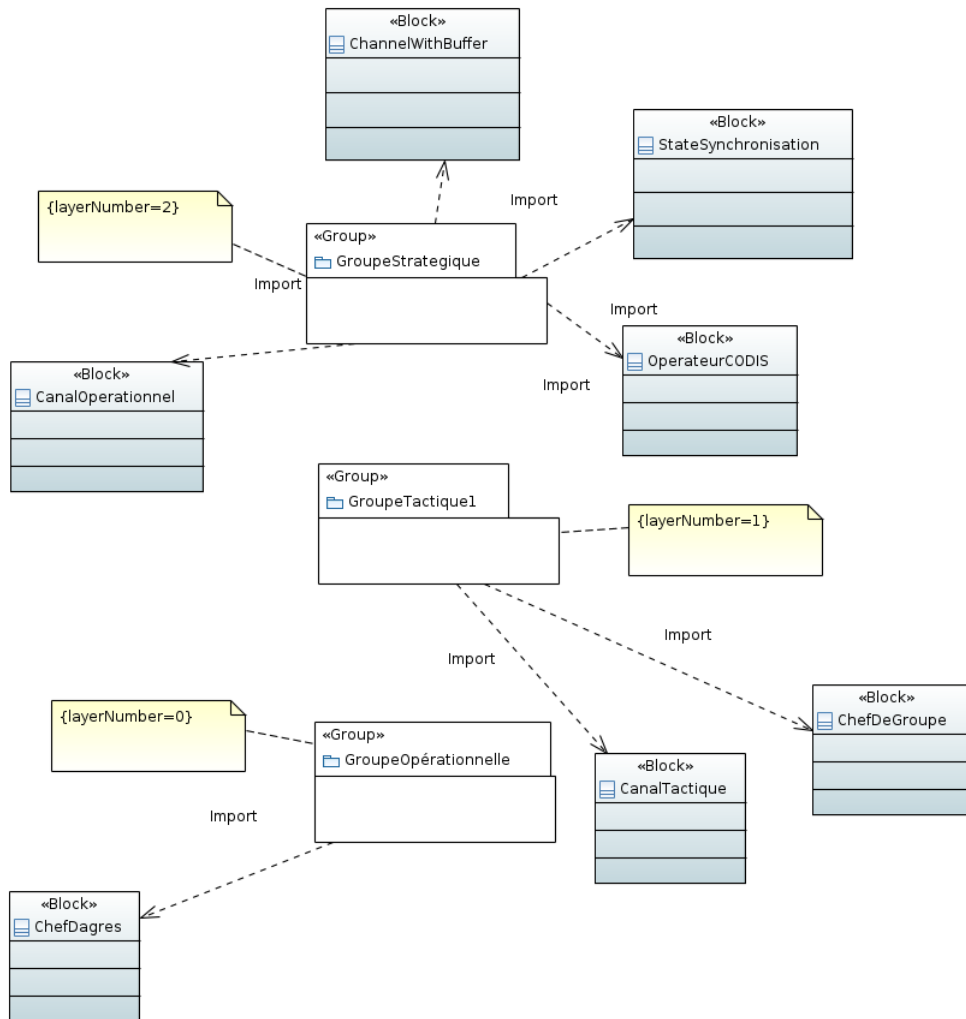 «Block»
ChannelWithBuffer
«Block»
StateSynchronisation
{layerNumber=2}
Import
«Group»
GroupeStrategique
Import
Import
«Block»
OperateurCODIS
«Block»
CanalOperationnel
Import
«Group»
GroupeTactique1
{layerNumber=1}
Import
Import
«Block»
ChefDeGroupe
{layerNumber=0}
«Group»
GroupeOpérationnelle
«Block»
CanalTactique
Import
«Block»
ChefDagres